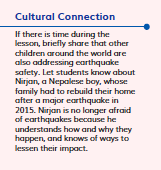 Cultural Connection
If there is time during the
lesson, briefly share that other
children around the world are
also addressing earthquake
safety. Let students know about
Nirjan, a Nepalese boy, whose
family had to rebuild their home
after a major earthquake in
2015. Nirjan is no longer afraid
of earthquakes because he
understands how and why they
happen, and knows of ways to
lessen their impact.